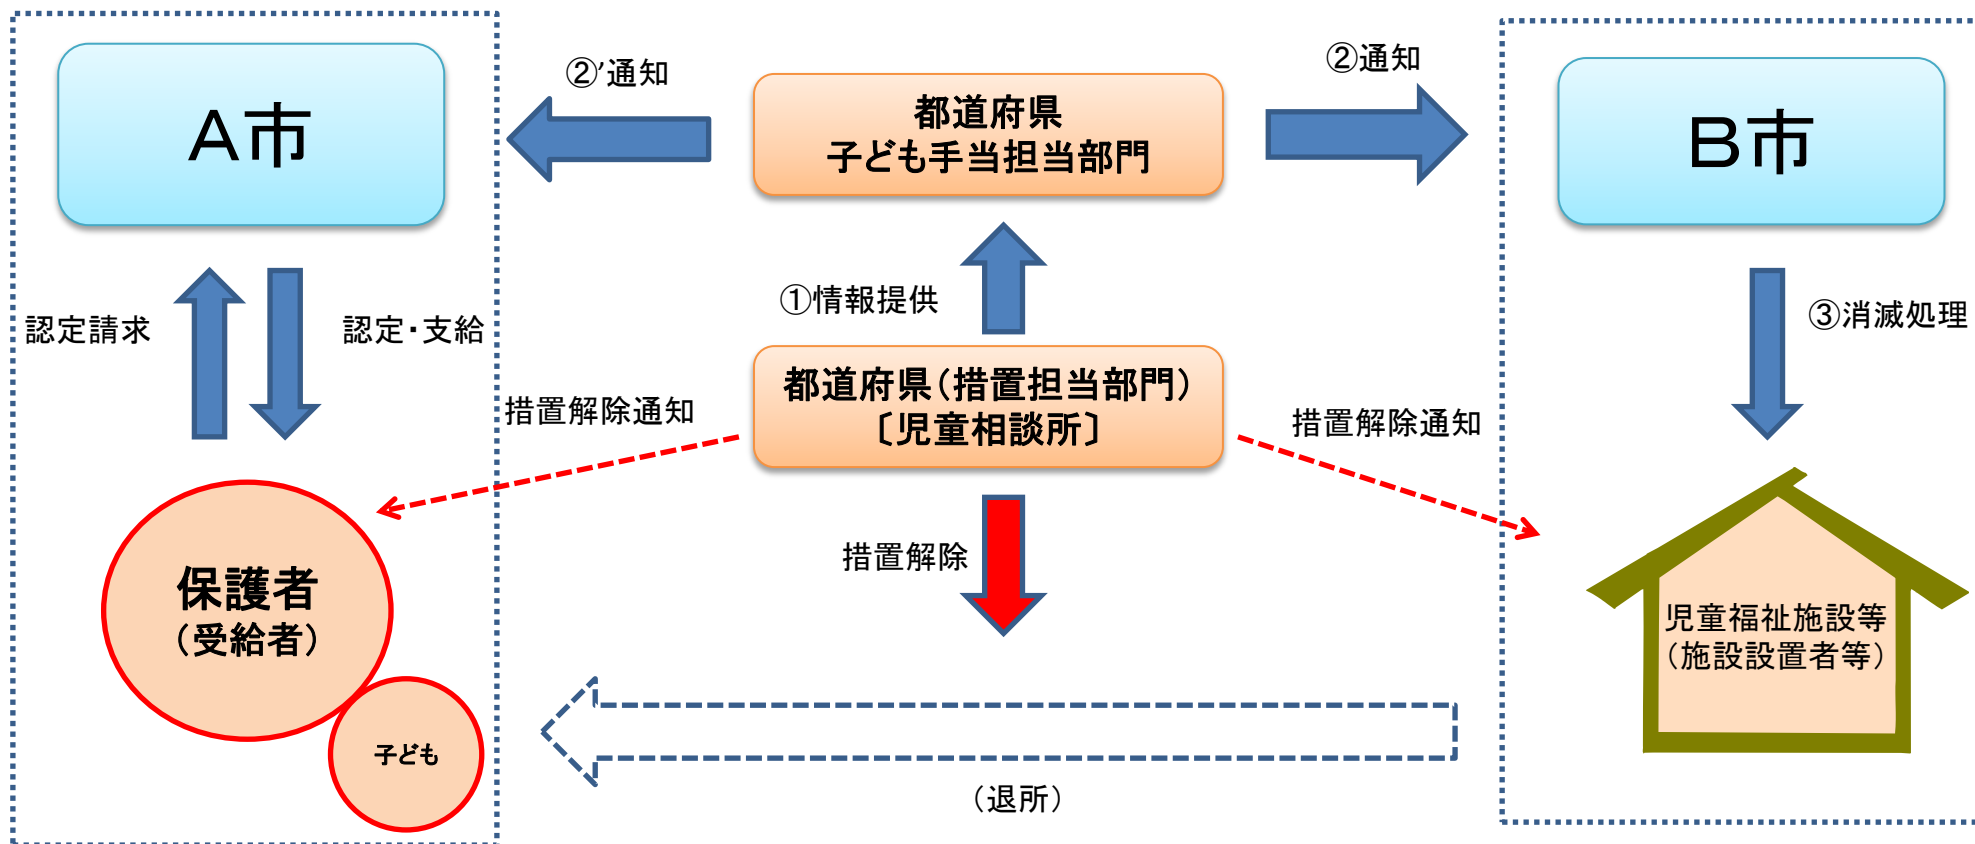 A市
②’通知
都道府県
子ども手当担当部門
②通知
B市
認定請求
認定・支給
①情報提供
③消滅処理
措置解除通知
都道府県（措置担当部門）
〔児童相談所〕
措置解除通知
措置解除
保護者
（受給者）
子ども
児童福祉施設等
（施設設置者等）
（退所）